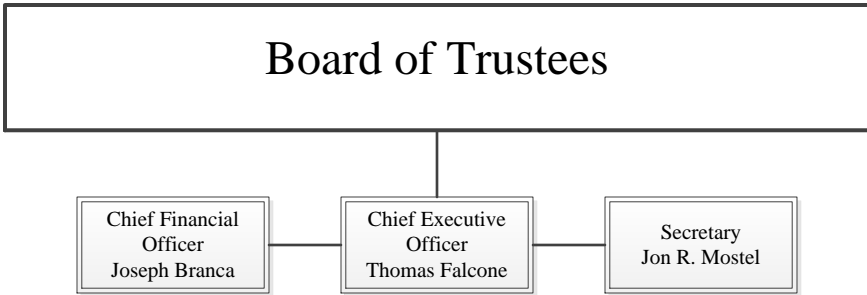 Board of Trustees
Chief Financial
Officer
Joseph Branca
Chief Executive
Officer
Thomas Falcone
Secretary
Jon R. Mostel